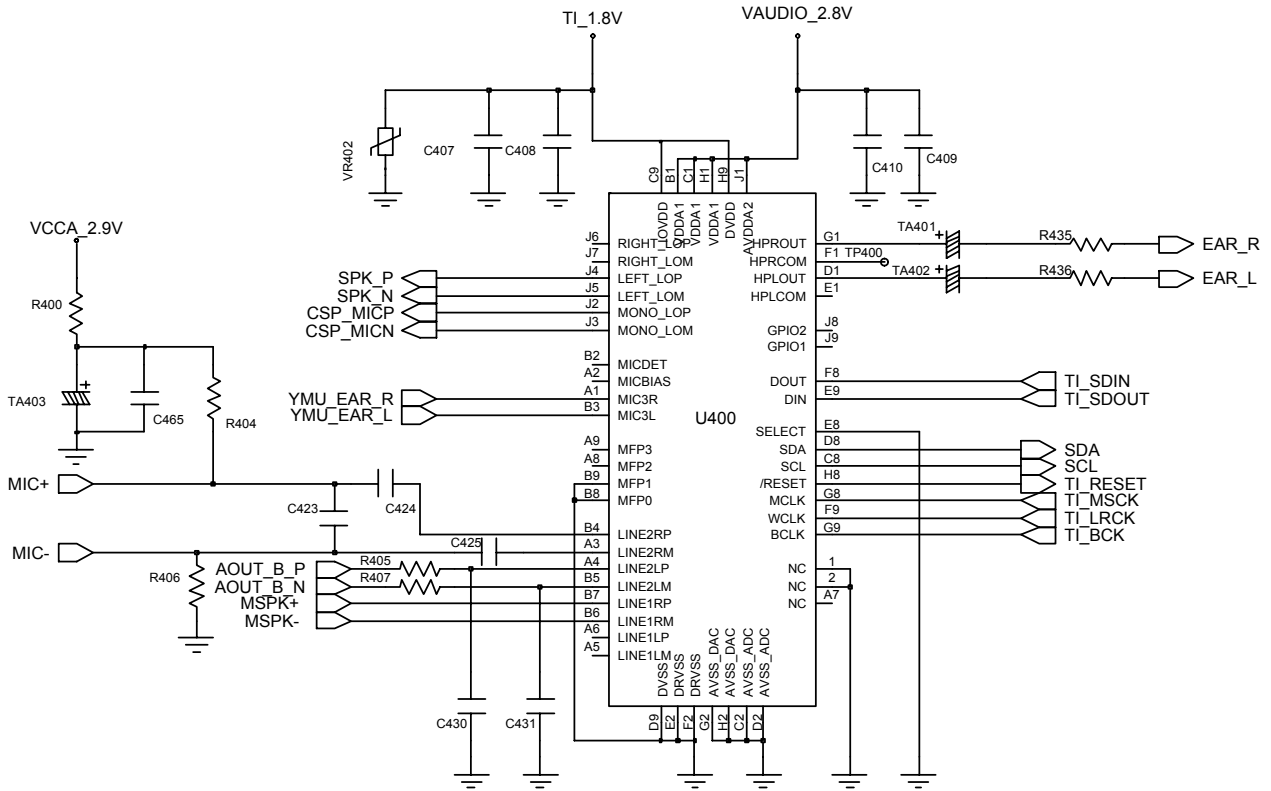 TI_1.8V
VAUDIO_2.8V
VR402
C407
C408
C410
C409
C9
B1
C1
H1
H9
J1
IOVDD
VDDA1
VDDA1
VDDA1
DVDD
AVDDA2
VCCA_2.9V
R400
TA403
C465
R404
MIC+
MIC-
C423
C424
C425
R406
SPK_P
SPK_N
CSP_MICP
CSP_MICN
YMU_EAR_R
YMU_EAR_L
AOUT_B_P
AOUT_B_N
MSPK+
MSPK-
R405
R407
C430
C431
J6 RIGHT_LOP
J7 RIGHT_LOM
J4 LEFT_LOP
J5 LEFT_LOM
J2 MONO_LOP
J3 MONO_LOM
B2 MICDET
A2 MICBIAS
A1 MIC3R
B3 MIC3L
A9 MFP3
A8 MFP2
B9 MFP1
B8 MFP0
B4 LINE2RP
A3 LINE2RM
A4 LINE2LP
B5 LINE2LM
B7 LINE1RP
B6 LINE1RM
A6 LINE1LP
A5 LINE1LM
U400
HPROUT G1
HPRCOM F1
HPLOUT D1
HPLCOM E1
GPIO2 J8
GPIO1 J9
DOUT F8
DIN E9
SELECT E8
SDA D8
SCL C8
/RESET H8
MCLK G8
WCLK F9
BCLK G9
NC 1
NC 2
NC A7
TA401 +
TP400
TA402 +
R435
R436
EAR_R
EAR_L
TI_SDIN
TI_SDOUT
SDA
SCL
TI_RESET
TI_MSCK
TI_LRCK
TI_BCK
DVSS
DRVSS
DRVSS
AVSS_DAC
AVSS_DAC
AVSS_ADC
AVSS_ADC
D9
E2
F2
G2
H2
C2
D2